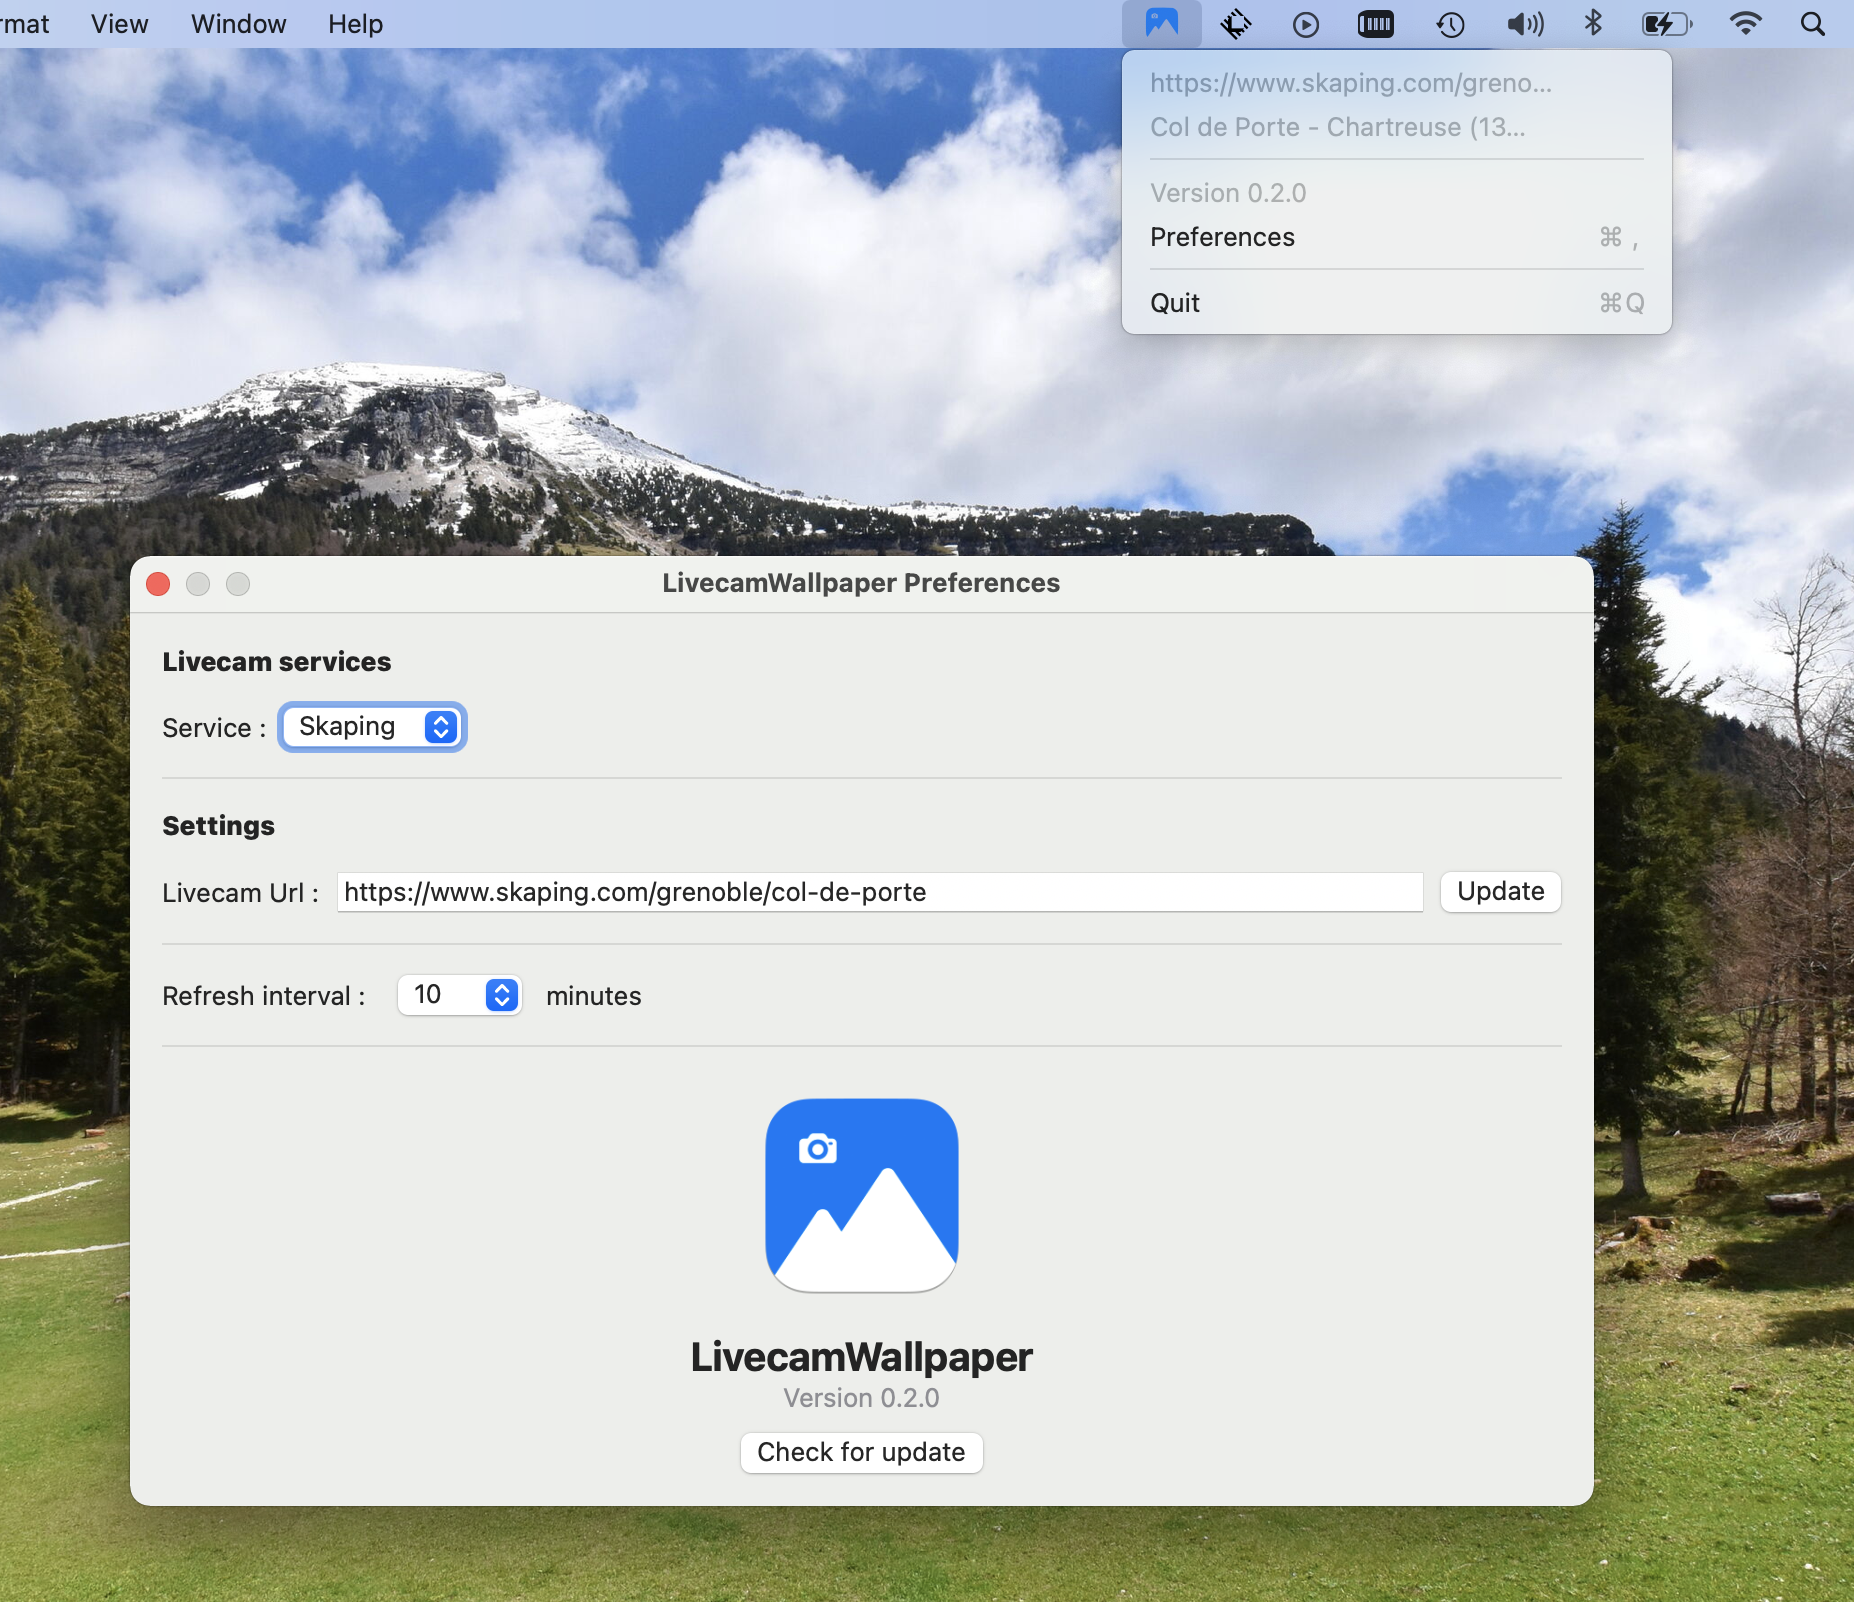 rmat View Window Help
https://www.skaping.com/greno...
Col de Porte - Chartreuse (13...
Version 0.2.0
Preferences ⌘ ,
Quit ⌘Q
LivecamWallpaper Preferences
Livecam services
Service : Skaping
Settings
Livecam Url : https://www.skaping.com/grenoble/col-de-porte Update
Refresh interval : 10 minutes
LivecamWallpaper
Version 0.2.0
Check for update